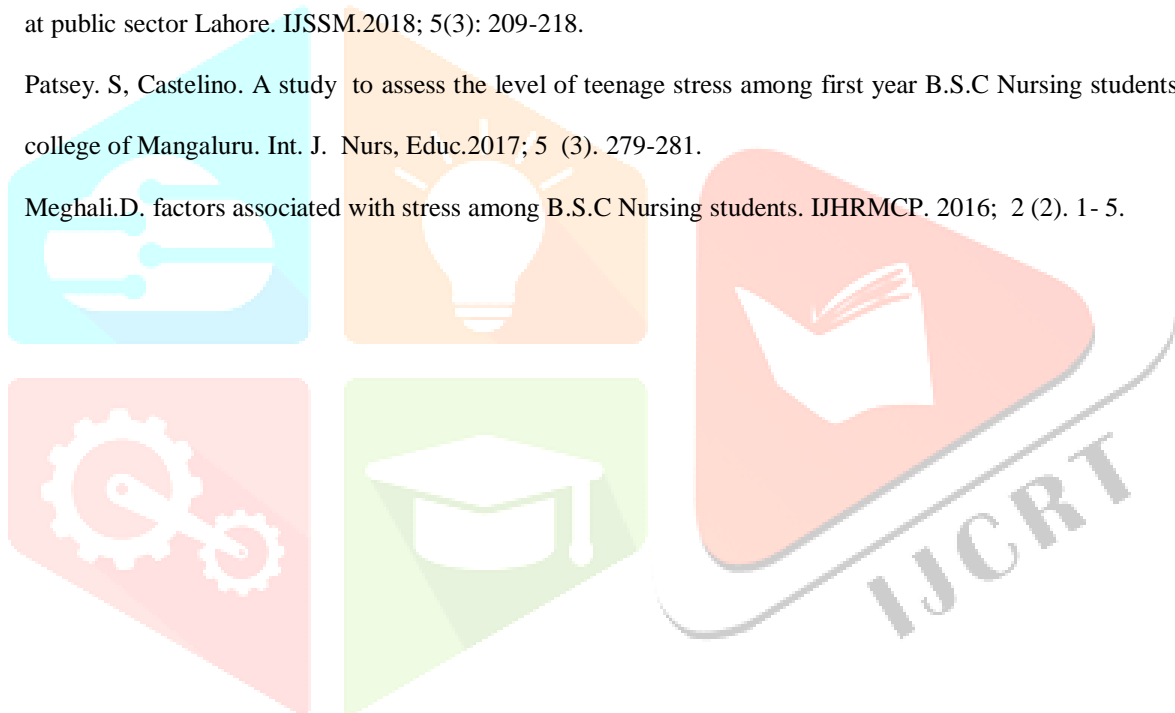 at public sector Lahore. IJSSM.2018; 5(3): 209-218.
Patsey. S, Castelino. A study to assess the level of teenage stress among first year B.S.C Nursing students
college of Mangaluru. Int. J. Nurs, Educ.2017; 5 (3). 279-281.
Meghali.D. factors associated with stress among B.S.C Nursing students. IJHRMCP. 2016; 2 (2). 1- 5.
IJCRT